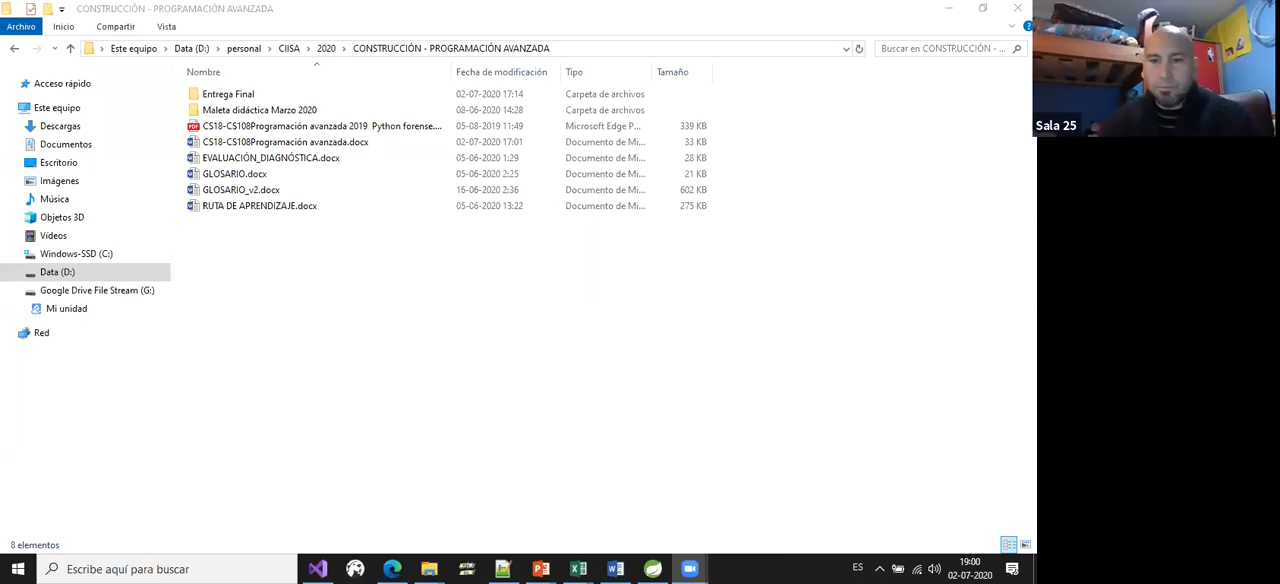 CONSTRUCCIÓN - PROGRAMACIÓN AVANZADA
Archivo Inicio Compartir Vista
Este equipo > Data (D:) > personal > CIISA > 2020 > CONSTRUCCIÓN - PROGRAMACIÓN AVANZADA
Buscar en CONSTRUCCIÓN - ...
Nombre Fecha de modificación Tipo Tamaño
Entrega Final 02-07-2020 17:14 Carpeta de archivos
Maleta didáctica Marzo 2020 08-06-2020 14:28 Carpeta de archivos
CS18-CS108Programación avanzada 2019 Python forense.... 05-08-2019 11:49 Microsoft Edge P... 339 KB
CS18-CS108Programación avanzada.docx 02-07-2020 17:01 Documento de Mi... 33 KB
EVALUACIÓN_DIAGNÓSTICA.docx 05-06-2020 1:29 Documento de Mi... 28 KB
GLOSARIO.docx 05-06-2020 2:25 Documento de Mi... 21 KB
GLOSARIO_v2.docx 16-06-2020 2:36 Documento de Mi... 602 KB
RUTA DE APRENDIZAJE.docx 05-06-2020 13:22 Documento de Mi... 275 KB
Acceso rápido
Este equipo
Descargas
Documentos
Escritorio
Imágenes
Música
Objetos 3D
Vídeos
Windows-SSD (C:)
Data (D:)
Google Drive File Stream (G:)
Mi unidad
Red
8 elementos
Sala 25
Escribe aquí para buscar
ES
19:00
02-07-2020